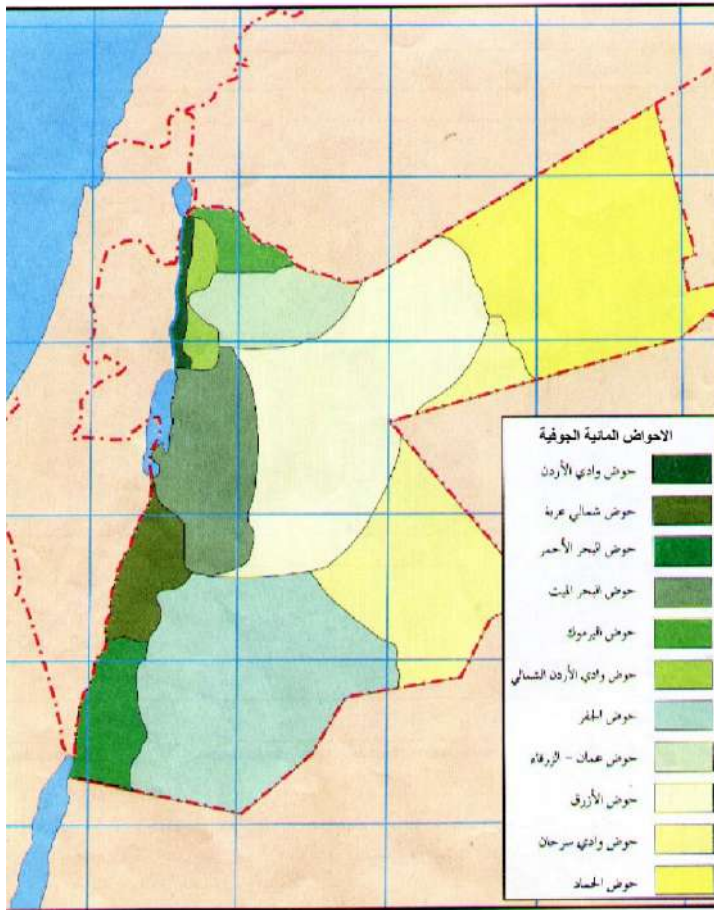 الاحواض المائية الجوفية
حوض وادي الأردن
حوض شمالي عربة
حوض البحر الأحمر
حوض البحر الميت
حوض اليرموك
حوض وادي الأردن الشمالي
حوض الجفر
حوض عمان - الزرقاء
حوض الأزرق
حوض وادي سرحان
حوض الحماد